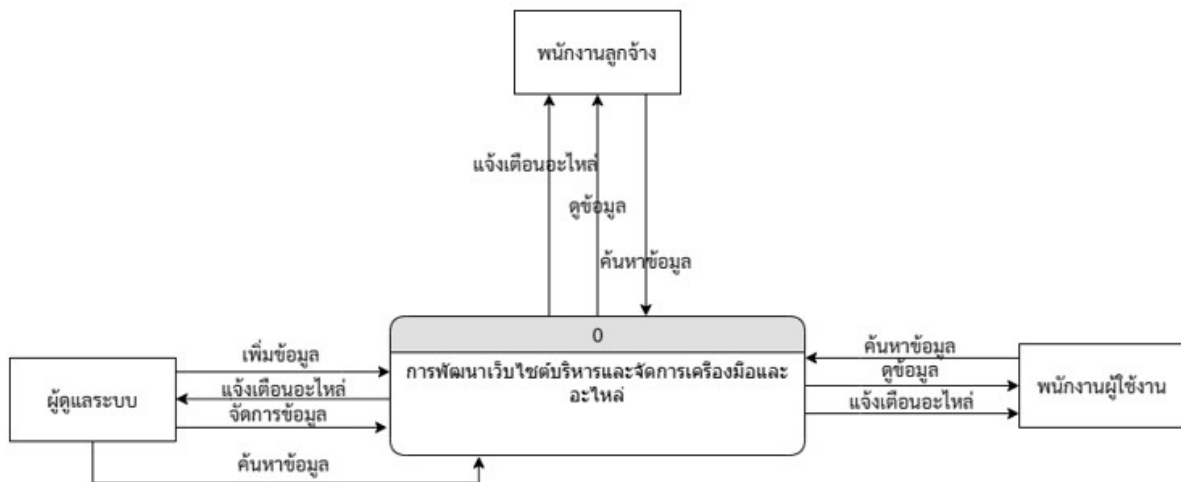 พนักงานลูกจ้าง
แจ้งเตือนอะไหล่
ดูข้อมูล
ค้นหาข้อมูล
0
การพัฒนาเว็บไซต์บริหารและจัดการเครื่องมือและ
อะไหล่
ผู้ดูแลระบบ
เพิ่มข้อมูล
แจ้งเตือนอะไหล่
จัดการข้อมูล
ค้นหาข้อมูล
ค้นหาข้อมูล
ดูข้อมูล
แจ้งเตือนอะไหล่
พนักงานผู้ใช้งาน